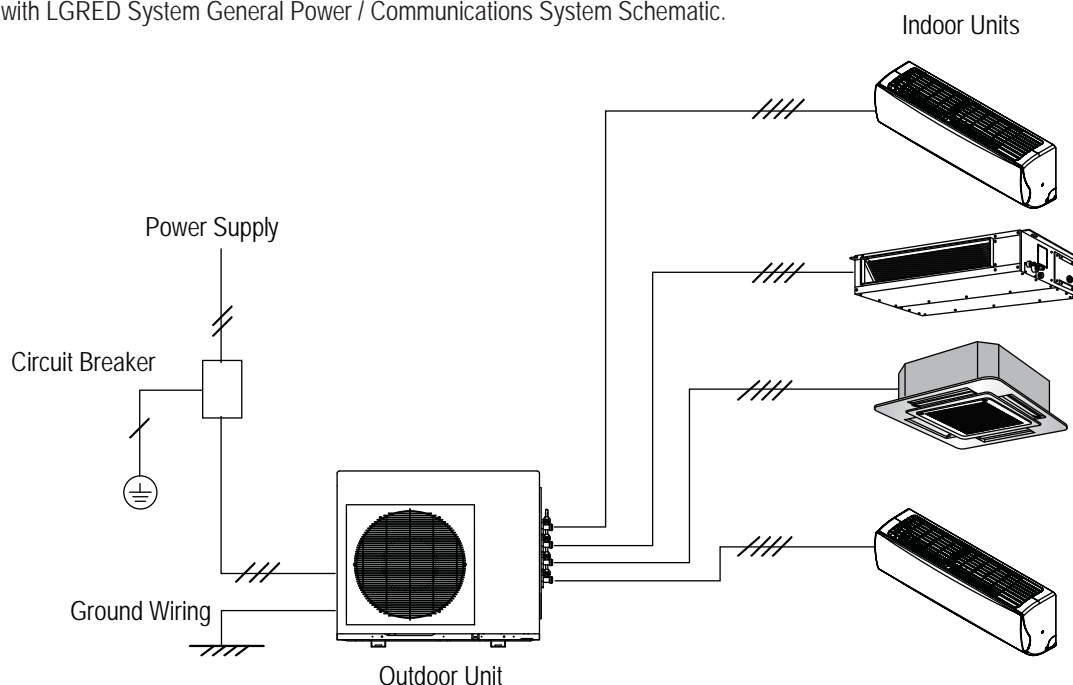 with LGRED System General Power / Communications System Schematic.
Indoor Units
Power Supply
Circuit Breaker
Ground Wiring
Outdoor Unit